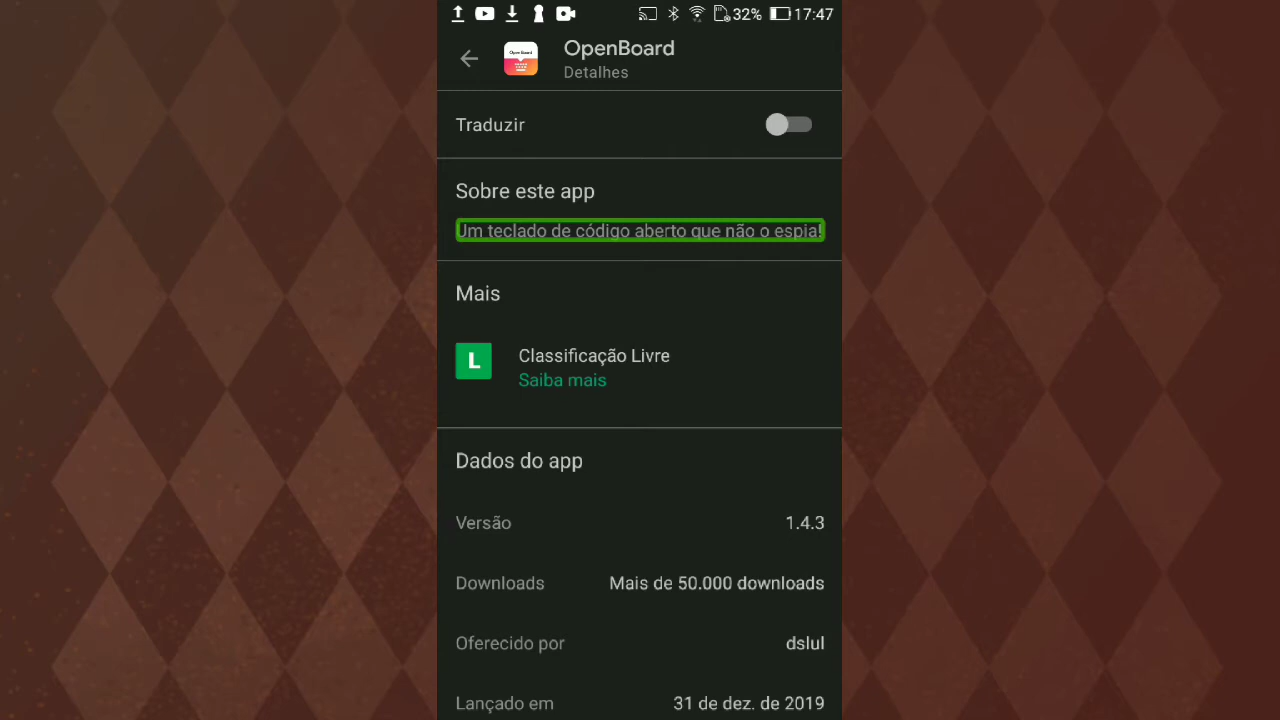 32% 17:47
OpenBoard
Detalhes
Traduzir
Sobre este app
Um teclado de código aberto que não o espia!
Mais
L
Classificação Livre
Saiba mais
Dados do app
Versão 1.4.3
Downloads Mais de 50.000 downloads
Oferecido por dslul
Lançado em 31 de dez. de 2019